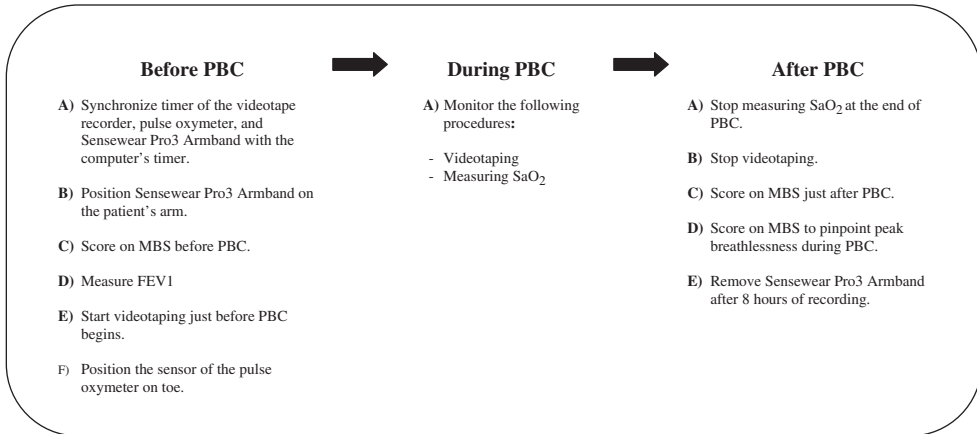 Before PBC
A) Synchronize timer of the videotape
recorder, pulse oxymeter, and
Sensewear Pro3 Armband with the
computer's timer.
B) Position Sensewear Pro3 Armband on
the patient's arm.
C) Score on MBS before PBC.
D) Measure FEV1
E) Start videotaping just before PBC
begins.
F) Position the sensor of the pulse
oxymeter on toe.
During PBC
A) Monitor the following
procedures:
- Videotaping
- Measuring SaO2
After PBC
A) Stop measuring SaO2 at the end of
PBC.
B) Stop videotaping.
C) Score on MBS just after PBC.
D) Score on MBS to pinpoint peak
breathlessness during PBC.
E) Remove Sensewear Pro3 Armband
after 8 hours of recording.